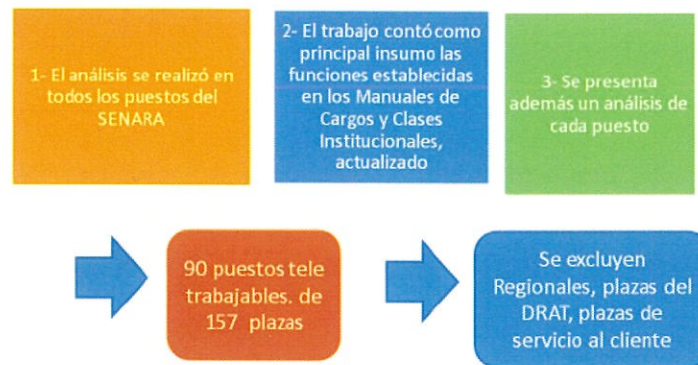 1- El análisis se realizó en
todos los puestos del
SENARA
2- El trabajo contó como
principal insumo las
funciones establecidas
en los Manuales de
Cargos y Clases
Institucionales,
actualizado
3- Se presenta
además un análisis de
cada puesto
90 puestos tele
trabajables. de
157 plazas
Se excluyen
Regionales, plazas del
DRAT, plazas de
servicio al cliente